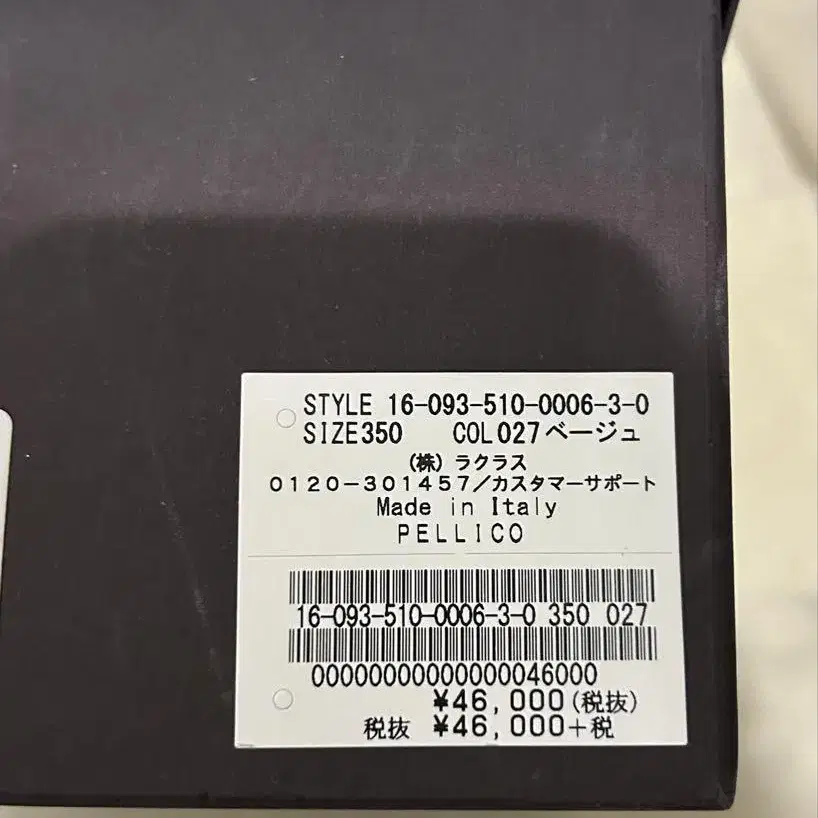 STYLE 16-093-510-0006-3-0
SIZE350 COL027ベージュ
(株) ラクラス
0120-301457/カスタマーサポート
Made in Italy
PELLICO
16-093-510-0006-3-0 350 027
00000000000000046000
¥46,000(税抜)
税抜 ¥46,000+税